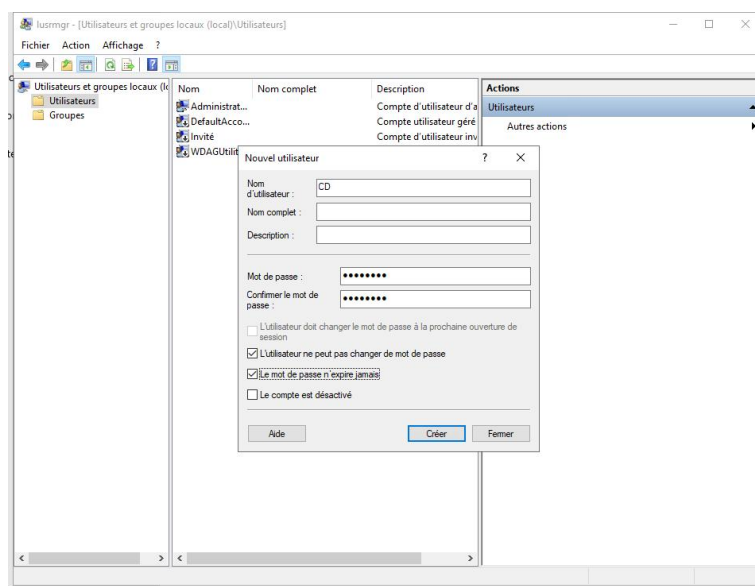 lusrmgr - [Utilisateurs et groupes locaux (local)\Utilisateurs]
Fichier Action Affichage ?
Utilisateurs et groupes locaux (lo
Utilisateurs
Groupes
Nom Nom complet Description
Administrat... Compte d'utilisateur d'a
DefaultAcco... Compte utilisateur géré
Invité Compte d'utilisateur inv
WDAGUtilit
Actions
Utilisateurs
Autres actions
Nouvel utilisateur ? ×
Nom
d'utilisateur : CD
Nom complet :
Description :
Mot de passe : ●●●●●●●●
Confirmer le mot de
passe : ●●●●●●●●
L'utilisateur doit changer le mot de passe à la prochaine ouverture de
session
L'utilisateur ne peut pas changer de mot de passe
Le mot de passe n'expire jamais
Le compte est désactivé
Aide Créer Fermer